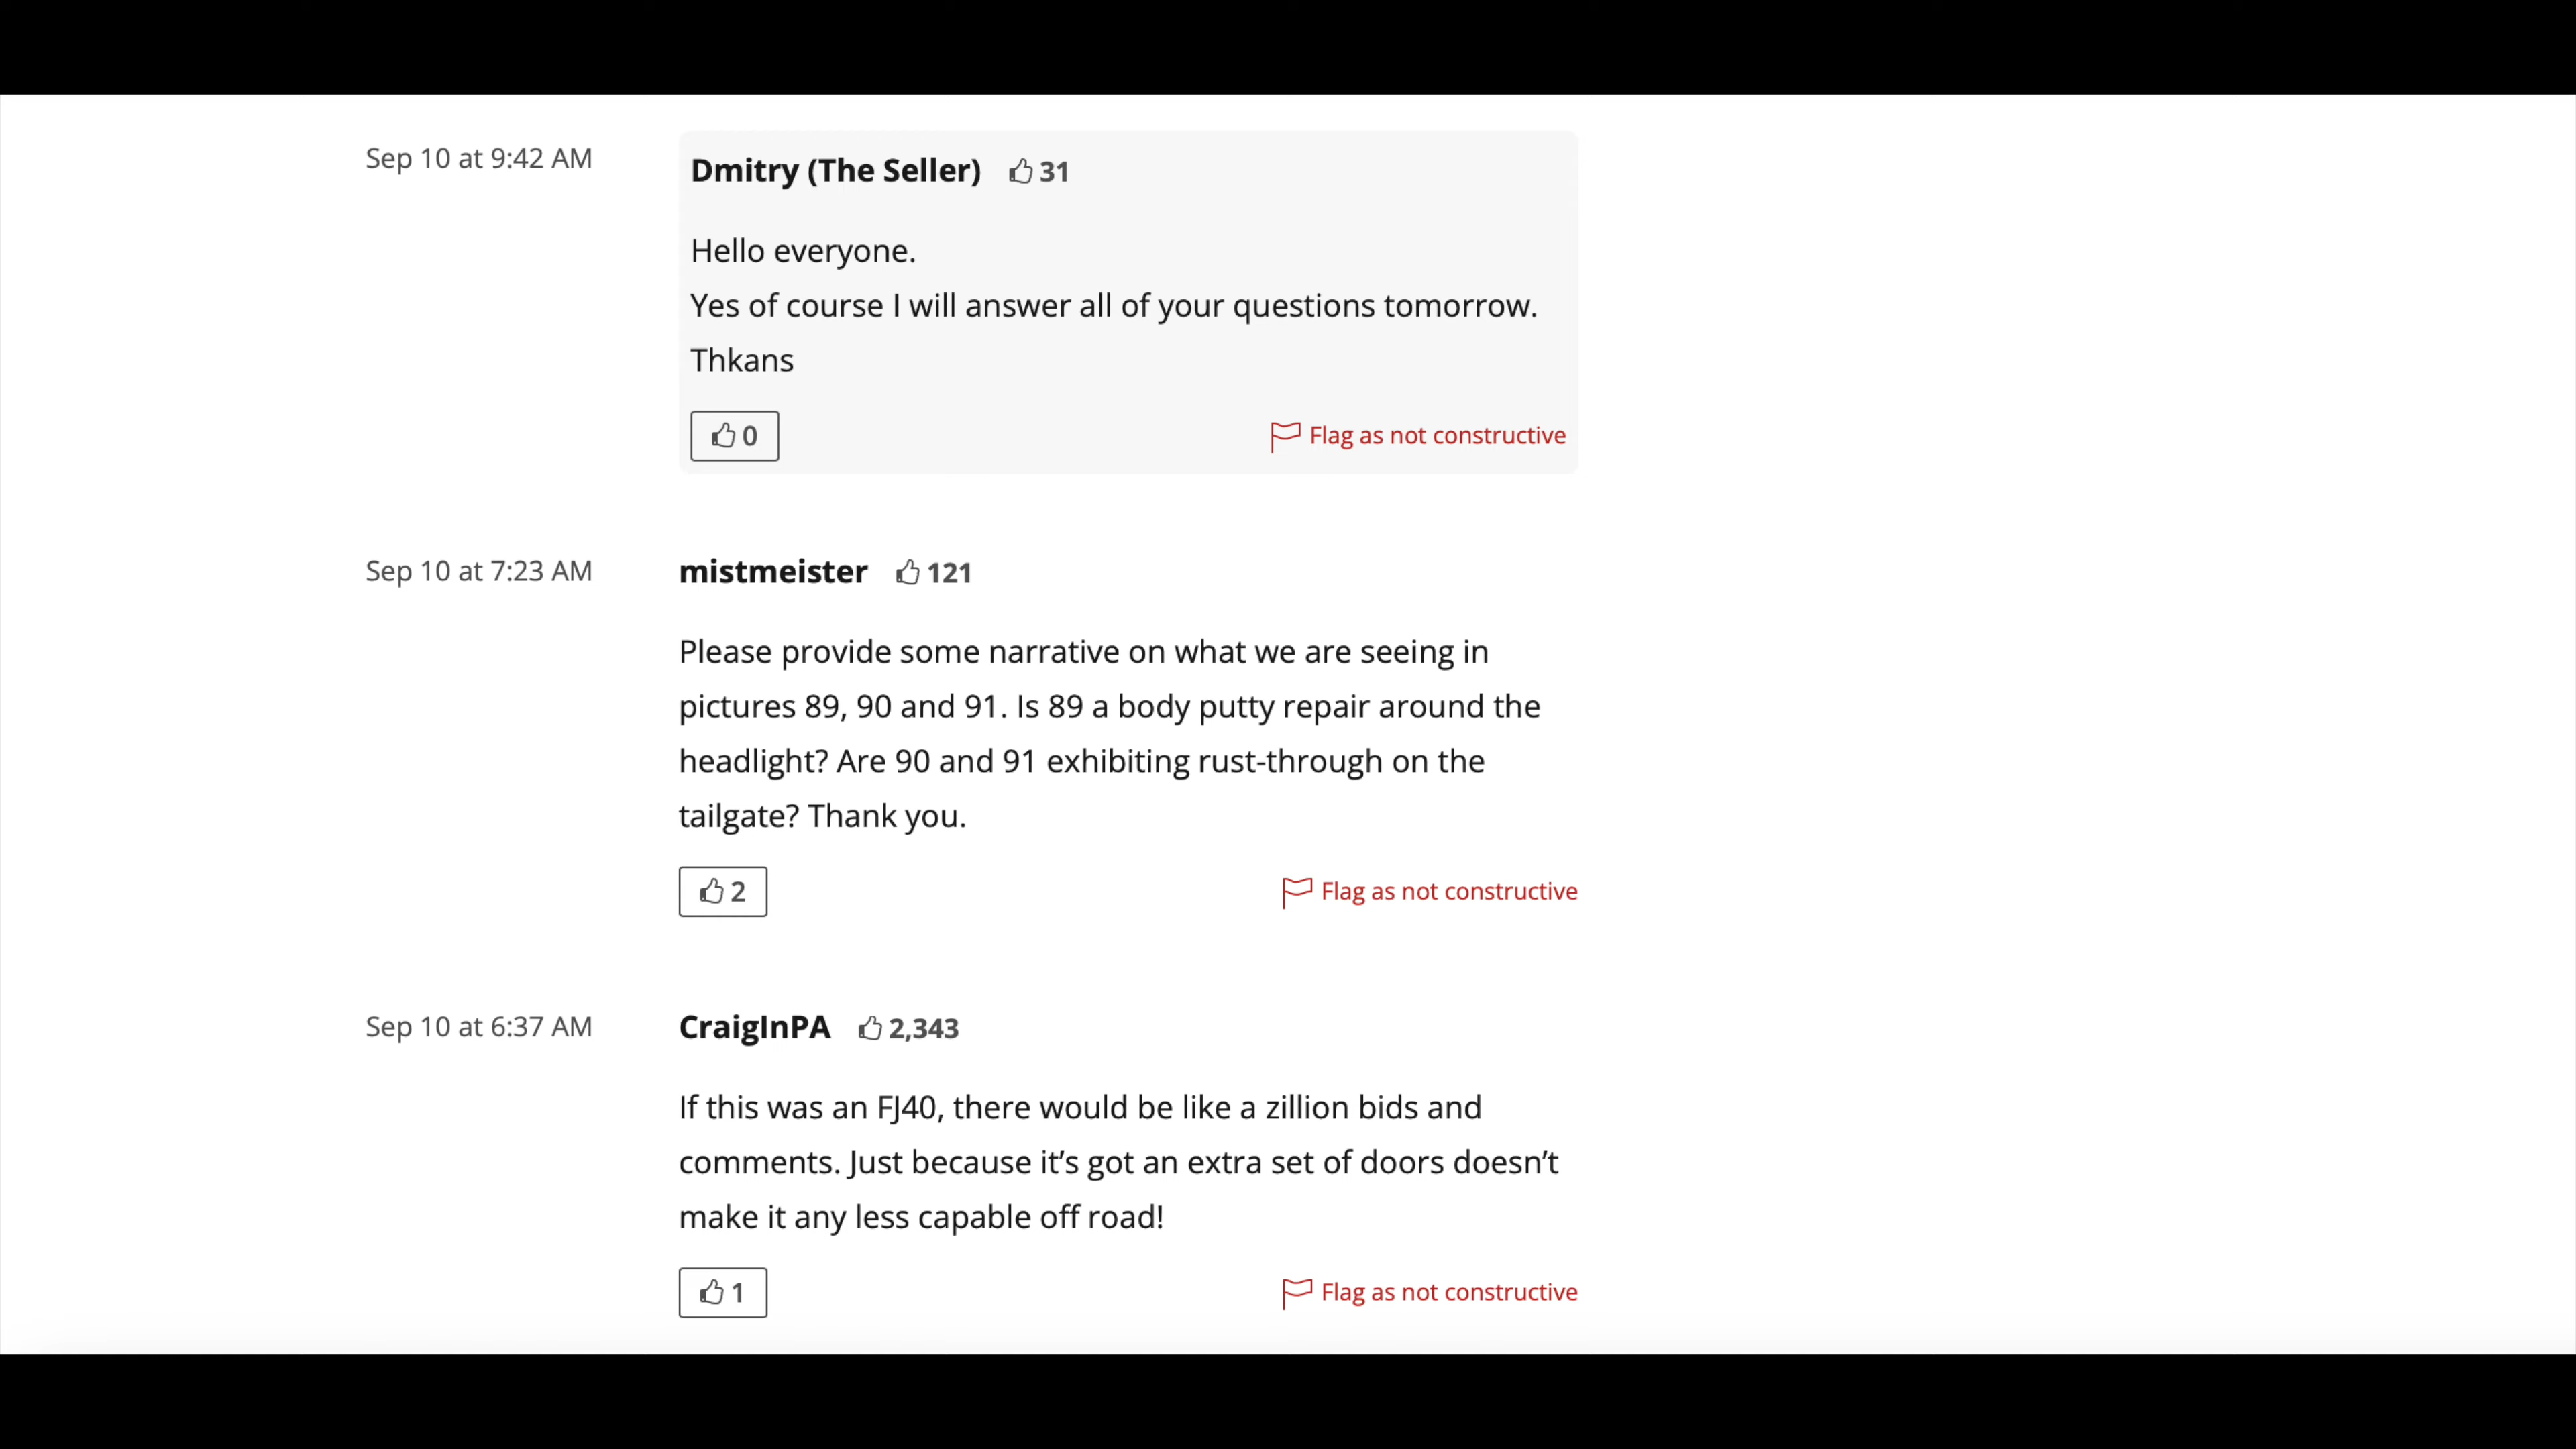 Sep 10 at 9:42 AM
Dmitry (The Seller) 31
Hello everyone.
Yes of course I will answer all of your questions tomorrow.
Thkans
0 Flag as not constructive
Sep 10 at 7:23 AM
mistmeister 121
Please provide some narrative on what we are seeing in
pictures 89, 90 and 91. Is 89 a body putty repair around the
headlight? Are 90 and 91 exhibiting rust-through on the
tailgate? Thank you.
2 Flag as not constructive
Sep 10 at 6:37 AM
CraigInPA 2,343
If this was an FJ40, there would be like a zillion bids and
comments. Just because it’s got an extra set of doors doesn’t
make it any less capable off road!
1 Flag as not constructive